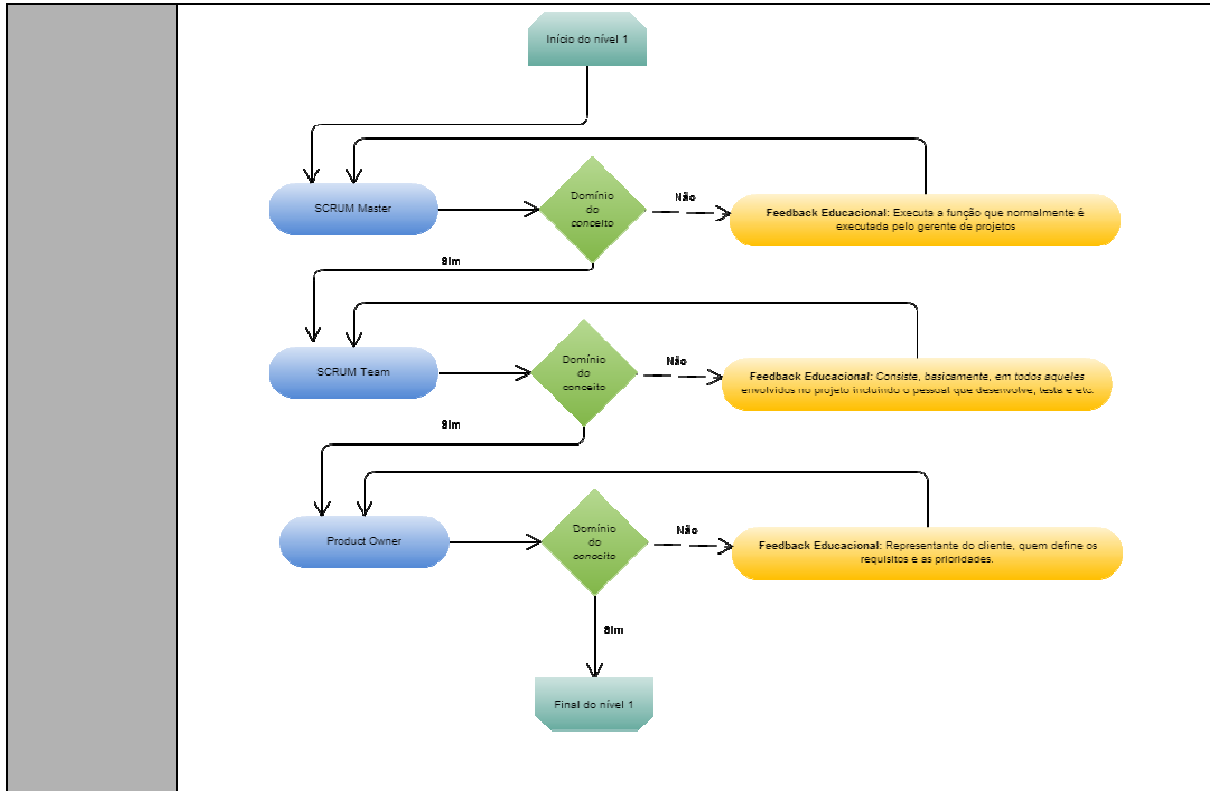 Início do nível 1
SCRUM Master
Domínio
do
conceito
Não
Feedback Educacional: Executa a função que normalmente é
executada pelo gerente de projetos
Sim
SCRUM Team
Domínio
do
conceito
Não
Feedback Educacional: Consiste, basicamente, em todos aqueles
envolvidos no projeto incluindo o pessoal que desenvolve, testa e etc.
Sim
Product Owner
Domínio
do
conceito
Não
Feedback Educacional: Representante do cliente, quem define os
requisitos e as prioridades.
Sim
Final do nível 1